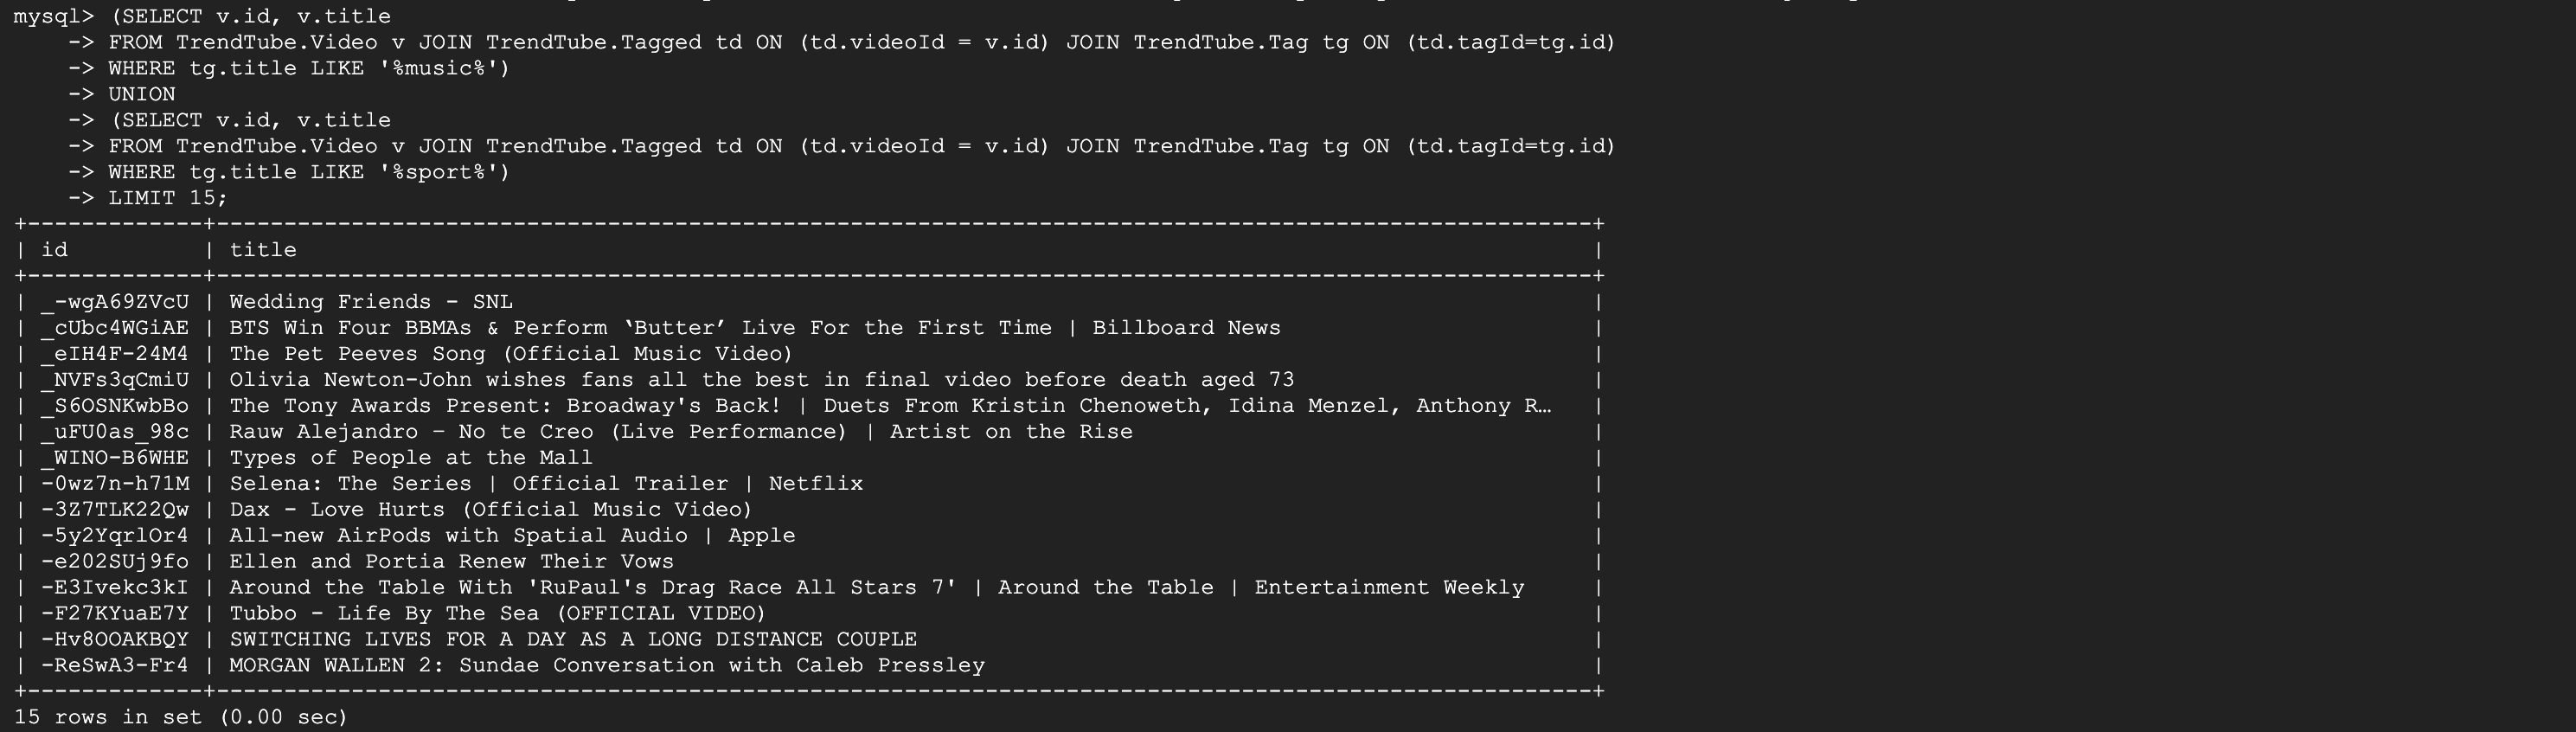 mysql> (SELECT v.id, v.title
    -> FROM TrendTube.Video v JOIN TrendTube.Tagged td ON (td.videoId = v.id) JOIN TrendTube.Tag tg ON (td.tagId=tg.id)
    -> WHERE tg.title LIKE '%music%')
    -> UNION
    -> (SELECT v.id, v.title
    -> FROM TrendTube.Video v JOIN TrendTube.Tagged td ON (td.videoId = v.id) JOIN TrendTube.Tag tg ON (td.tagId=tg.id)
    -> WHERE tg.title LIKE '%sport%')
    -> LIMIT 15;
| id | title |
| _-wgA69ZVcU | Wedding Friends - SNL |
| _cUbc4WGiAE | BTS Win Four BBMAs & Perform ‘Butter’ Live For the First Time | Billboard News |
| _eIH4F-24M4 | The Pet Peeves Song (Official Music Video) |
| _NVFs3qCmiU | Olivia Newton-John wishes fans all the best in final video before death aged 73 |
| _S6OSNKwbBo | The Tony Awards Present: Broadway's Back! | Duets From Kristin Chenoweth, Idina Menzel, Anthony R… |
| _uFU0as_98c | Rauw Alejandro – No te Creo (Live Performance) | Artist on the Rise |
| _WINO-B6WHE | Types of People at the Mall |
| -0wz7n-h71M | Selena: The Series | Official Trailer | Netflix |
| -3Z7TLK22Qw | Dax - Love Hurts (Official Music Video) |
| -5y2YqrlOr4 | All-new AirPods with Spatial Audio | Apple |
| -e202SUj9fo | Ellen and Portia Renew Their Vows |
| -E3Ivekc3kI | Around the Table With 'RuPaul's Drag Race All Stars 7' | Around the Table | Entertainment Weekly |
| -F27KYuaE7Y | Tubbo - Life By The Sea (OFFICIAL VIDEO) |
| -Hv8OOAKBQY | SWITCHING LIVES FOR A DAY AS A LONG DISTANCE COUPLE |
| -ReSwA3-Fr4 | MORGAN WALLEN 2: Sundae Conversation with Caleb Pressley |
15 rows in set (0.00 sec)